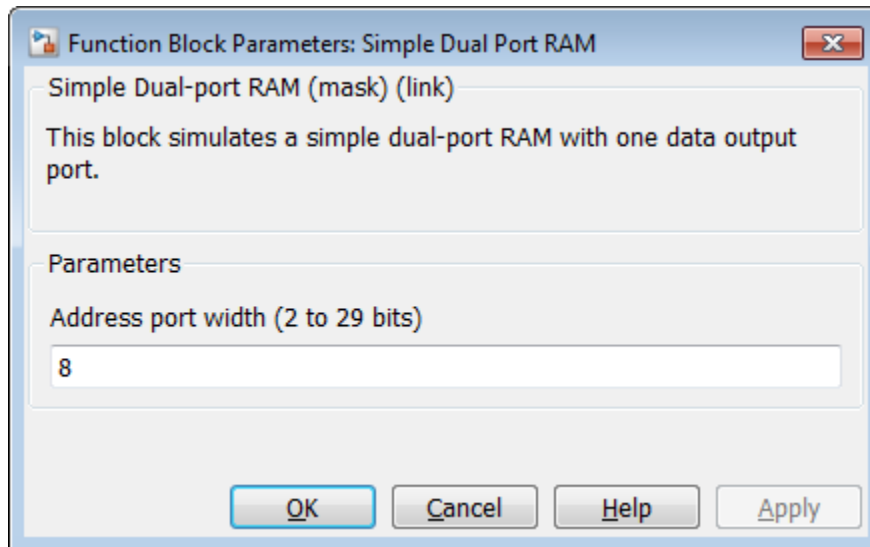 Function Block Parameters: Simple Dual Port RAM
Simple Dual-port RAM (mask) (link)
This block simulates a simple dual-port RAM with one data output
port.
Parameters
Address port width (2 to 29 bits)
8
OK Cancel Help Apply